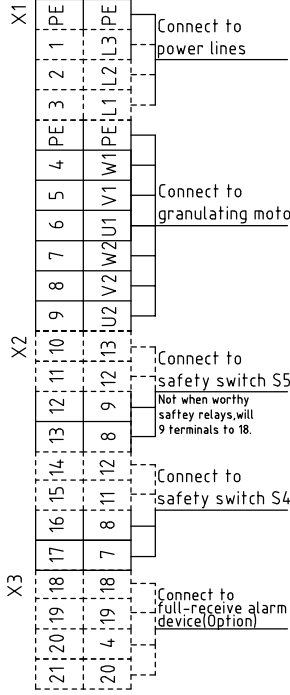 X1
PE PE
1 L3
2 L2
3 L1
Connect to
power lines
PE PE
4 W1
5 V1
6 U1
7 W2
8 V2
9 U2
Connect to
granulating moto
X2
10 13
11 12
12 9
13 8
Connect to
safety switch S5
Not when worthy
saftey relays,will
9 terminals to 18.
14 12
15 11
16 8
17 7
Connect to
safety switch S4
X3
18 18
19 19
20 4
21 20
Connect to
full-receive alarm
device(Option)